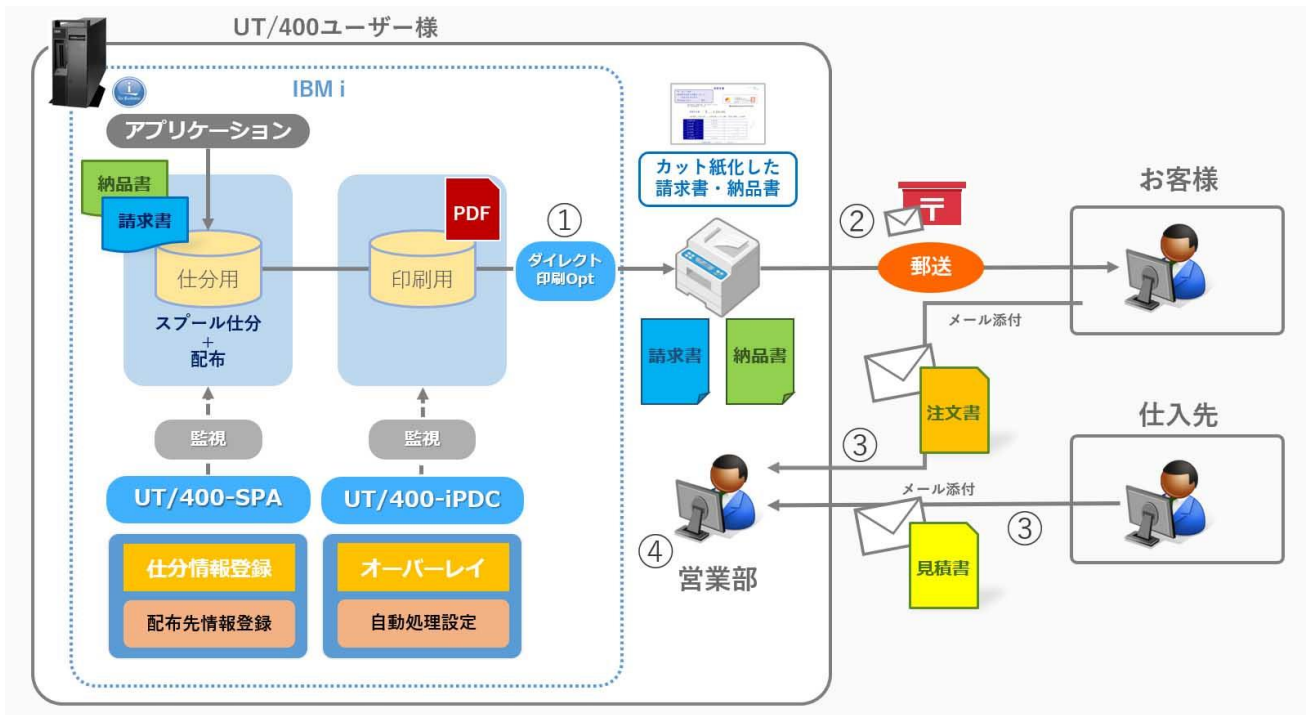 UT/400ユーザー様
IBM i
アプリケーション
納品書
請求書
仕分用
スプール仕分
+
配布
PDF
印刷用
①
ダイレクト
印刷Opt
カット紙化した
請求書・納品書
請求書
納品書
②
〒
郵送
お客様
メール添付
注文書
③
仕入先
メール添付
③
見積書
④
営業部
監視
監視
UT/400-SPA
UT/400-iPDC
仕分情報登録
配布先情報登録
オーバーレイ
自動処理設定